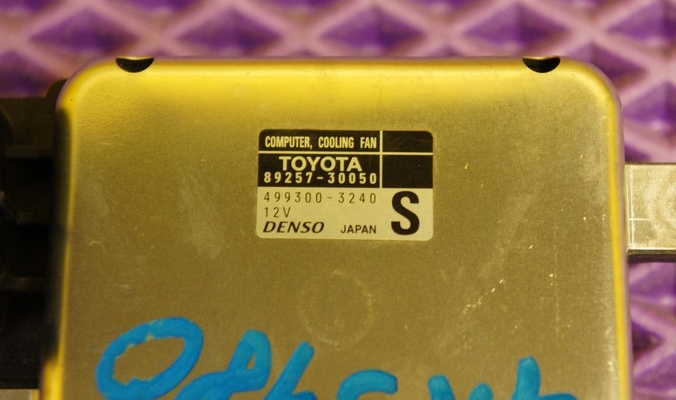 COMPUTER, COOLING FAN
TOYOTA
89257-30050
499300-3240
12V
S
DENSO JAPAN